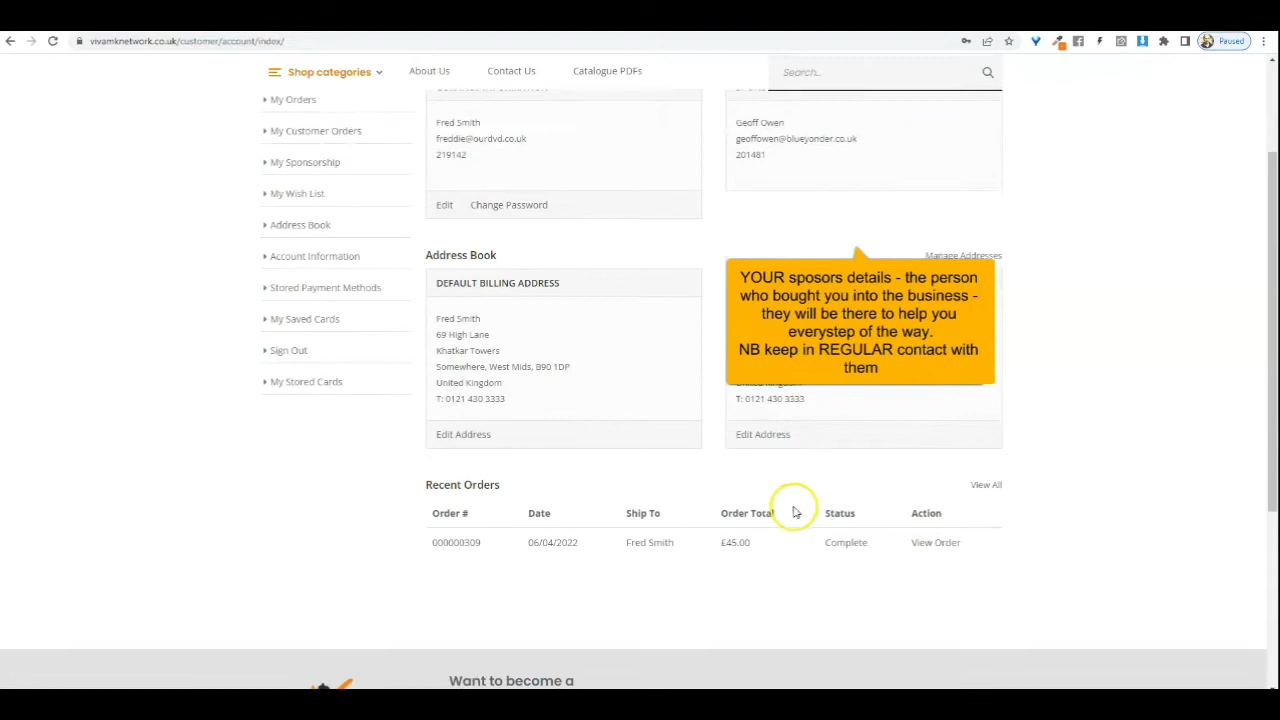 vivamknetwork.co.uk/customer/account/index/
Paused
Shop categories
About Us
Contact Us
Catalogue PDFs
Search..
My Orders
My Customer Orders
My Sponsorship
My Wish List
Address Book
Account Information
Stored Payment Methods
My Saved Cards
Sign Out
My Stored Cards
Fred Smith
freddie@ourdvd.co.uk
219142
Edit
Change Password
Geoff Owen
geoffowen@blueyonder.co.uk
201481
Address Book
Manage Addresses
DEFAULT BILLING ADDRESS
Fred Smith
69 High Lane
Khatkar Towers
Somewhere, West Mids, B90 1DP
United Kingdom
T: 0121 430 3333
Edit Address
YOUR sposors details - the person
who bought you into the business -
they will be there to help you
everystep of the way.
NB keep in REGULAR contact with
them
T: 0121 430 3333
Edit Address
Recent Orders
View All
Order # Date Ship To Order Total Status Action
000000309 06/04/2022 Fred Smith £45.00 Complete View Order
Want to become a